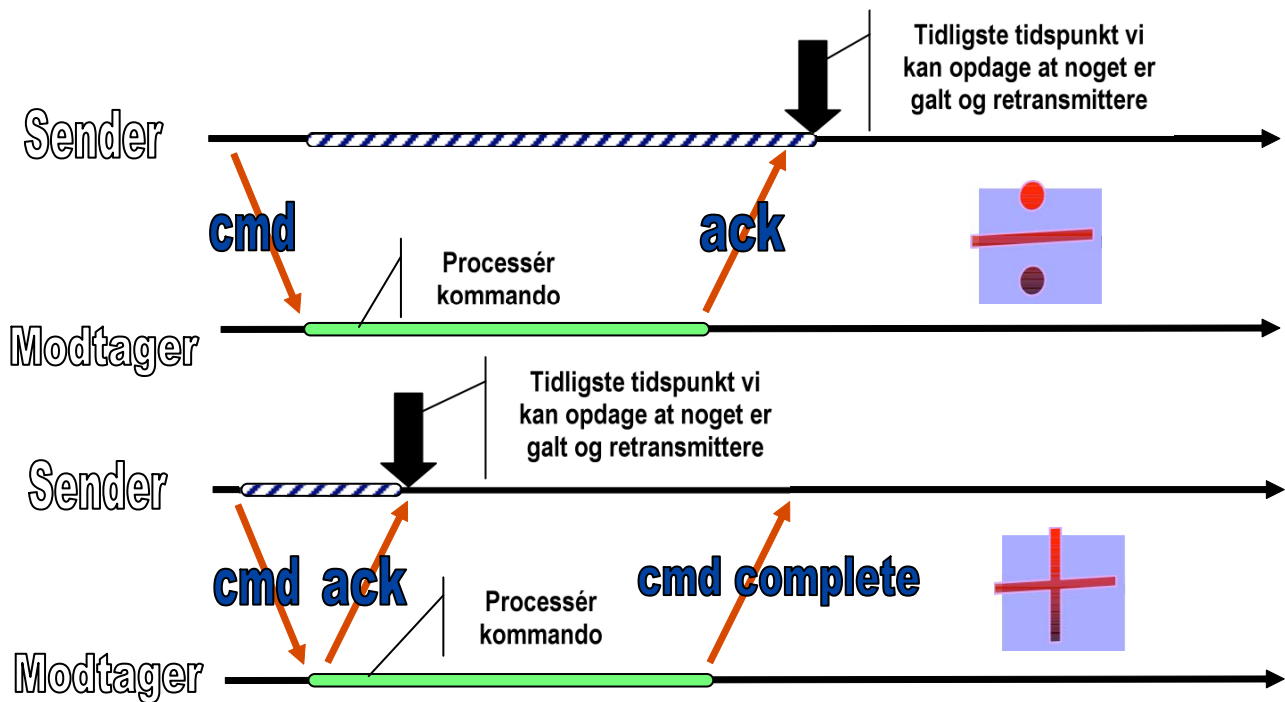 Tidligste tidspunkt vi
kan opdage at noget er
galt og retransmittere
Sender
cmd
ack
Processér
kommando
Modtager
Tidligste tidspunkt vi
kan opdage at noget er
galt og retransmittere
Sender
cmd ack
cmd complete
Processér
kommando
Modtager